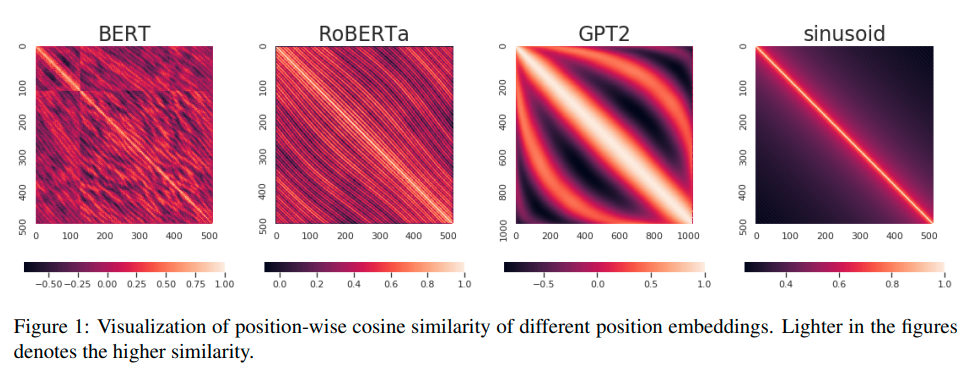 BERT
RoBERTa
GPT2
sinusoid
0
100
200
300
400
500
0 100 200 300 400 500
−0.50 −0.25 0.00 0.25 0.50 0.75 1.00
0
100
200
300
400
500
0 100 200 300 400 500
0.0 0.2 0.4 0.6 0.8 1.0
0
200
400
600
800
1000
0 200 400 600 800 1000
−0.5 0.0 0.5 1.0
0
100
200
300
400
500
0 100 200 300 400 500
0.4 0.6 0.8 1.0
Figure 1: Visualization of position-wise cosine similarity of different position embeddings. Lighter in the figures
denotes the higher similarity.